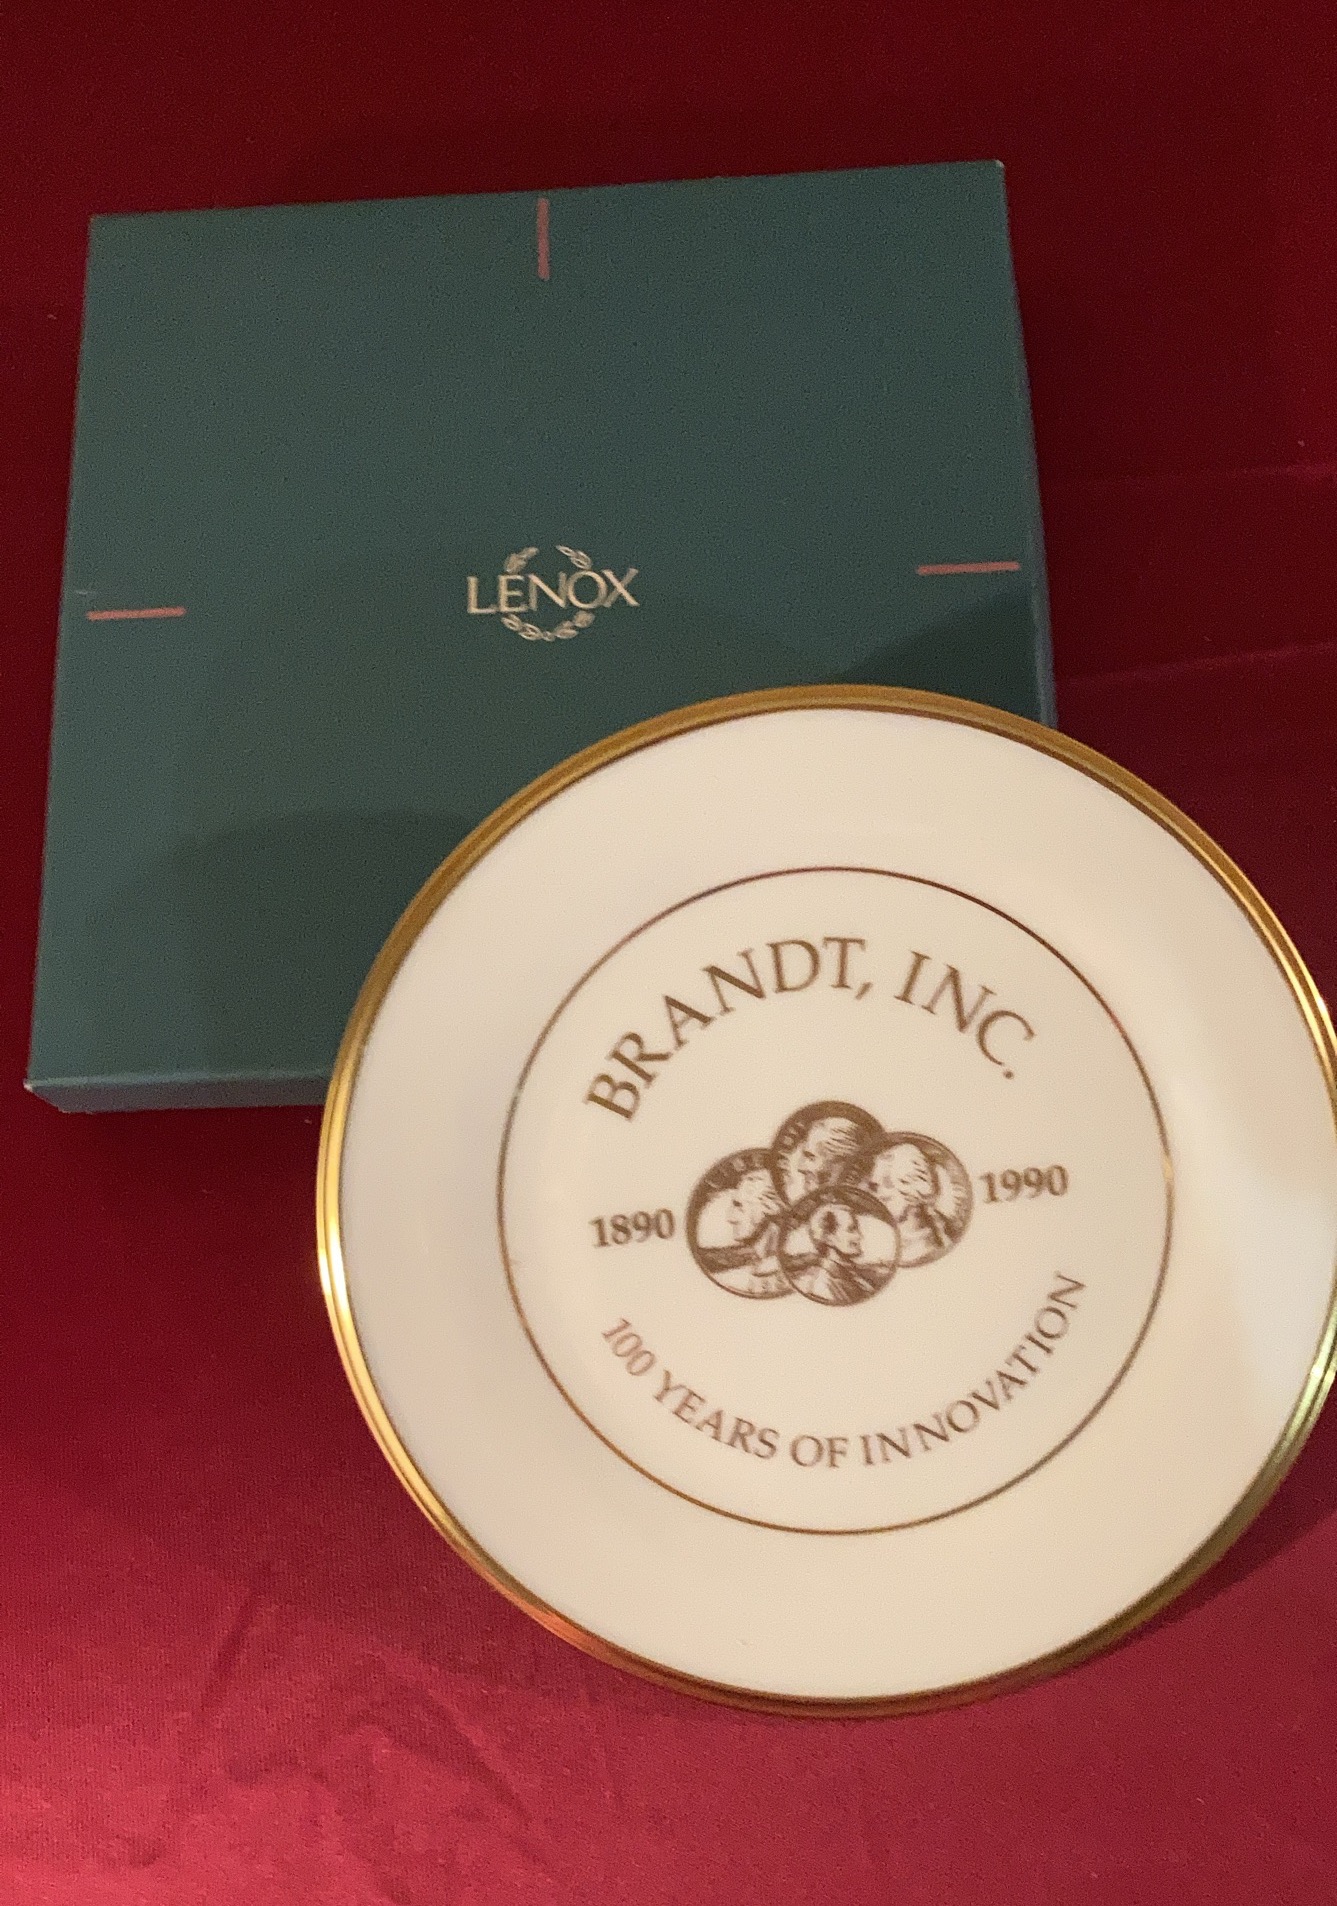 LENOX
BRANDT, INC.
1890
1990
100 YEARS OF INNOVATION